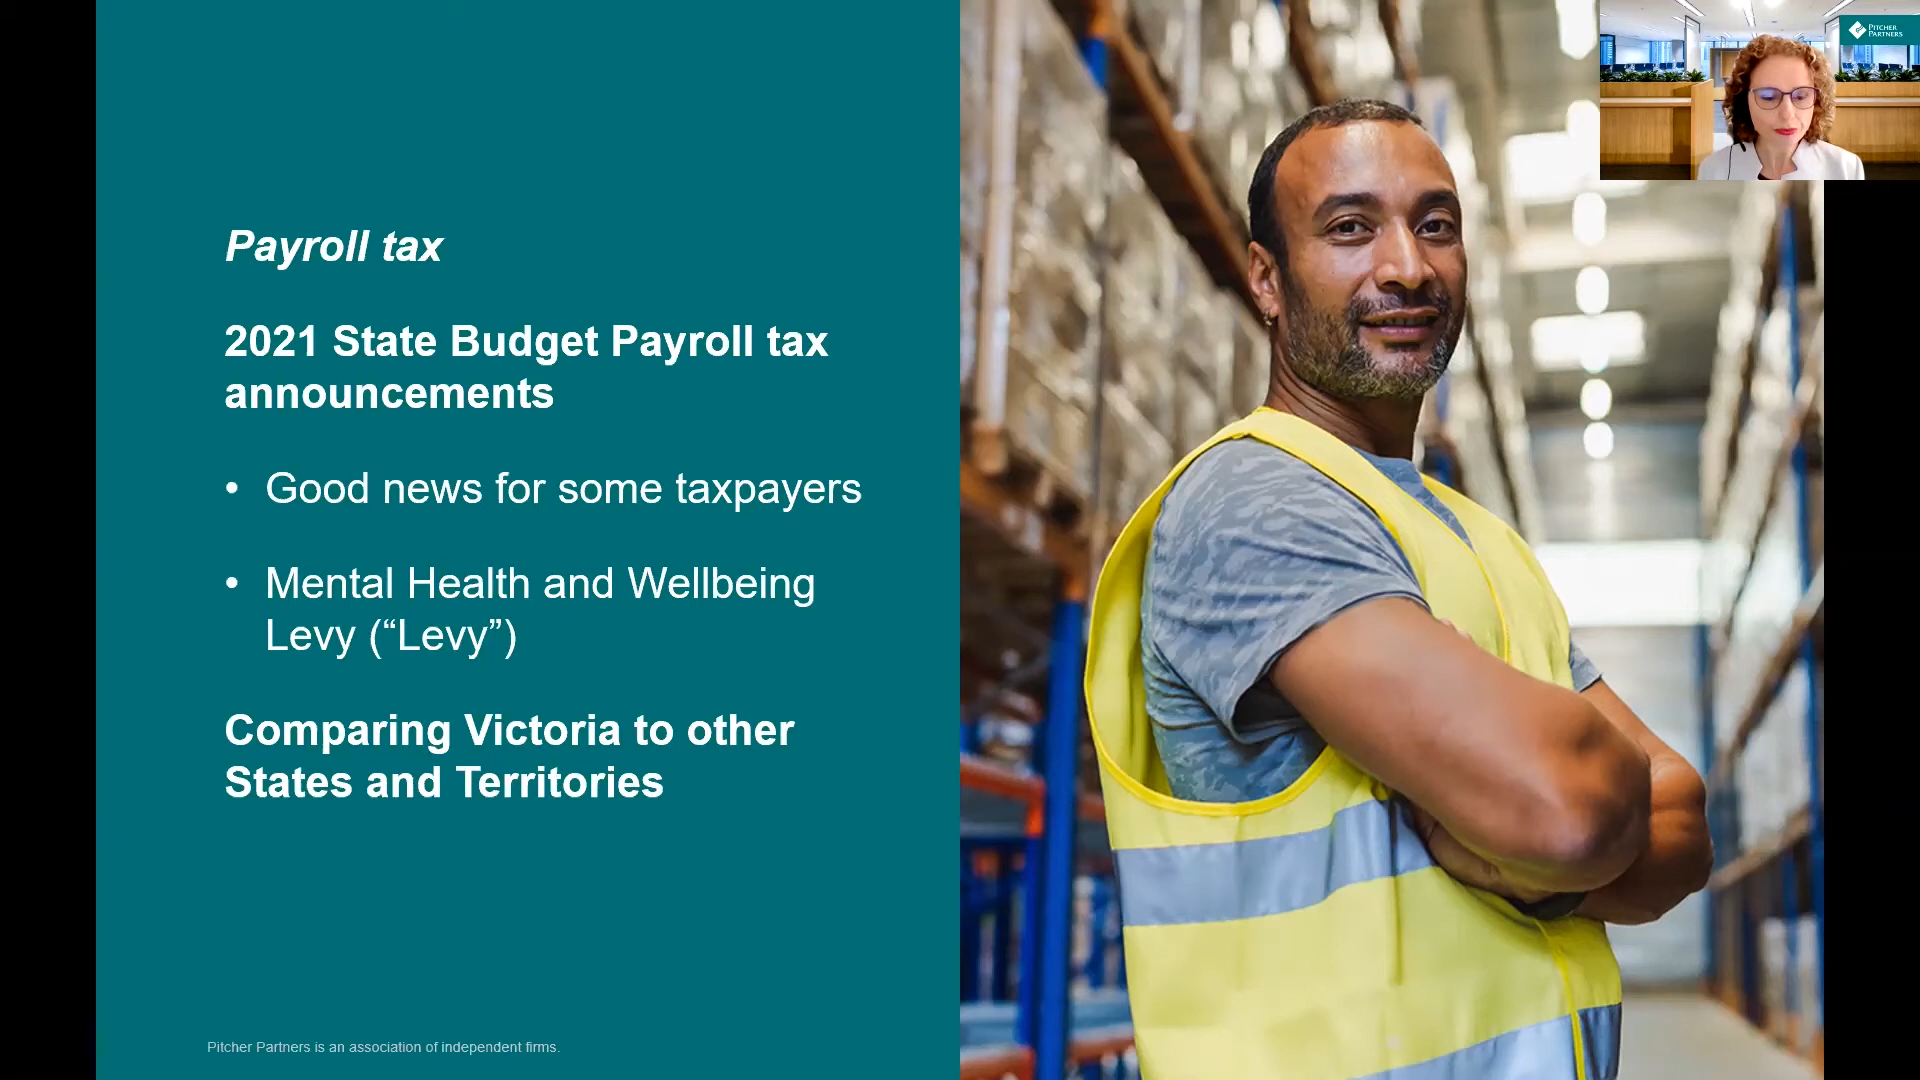 PITCHER
PARTNERS
Payroll tax
2021 State Budget Payroll tax
announcements
• Good news for some taxpayers
• Mental Health and Wellbeing
Levy (“Levy”)
Comparing Victoria to other
States and Territories
Pitcher Partners is an association of independent firms.